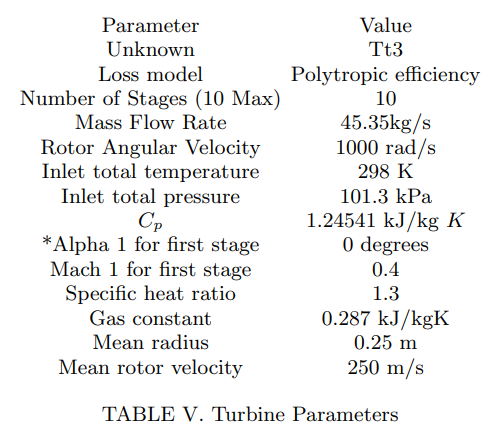 Parameter Value
Unknown Tt3
Loss model Polytropic efficiency
Number of Stages (10 Max) 10
Mass Flow Rate 45.35kg/s
Rotor Angular Velocity 1000 rad/s
Inlet total temperature 298 K
Inlet total pressure 101.3 kPa
Cp 1.24541 kJ/kg K
*Alpha 1 for first stage 0 degrees
Mach 1 for first stage 0.4
Specific heat ratio 1.3
Gas constant 0.287 kJ/kgK
Mean radius 0.25 m
Mean rotor velocity 250 m/s
TABLE V. Turbine Parameters